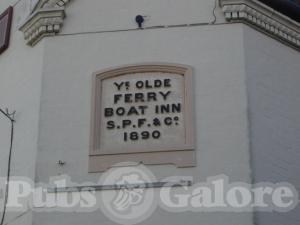 Yᴱ OLDE
FERRY
BOAT INN
S.P.F. & Cº.
1890
Pubs Galore